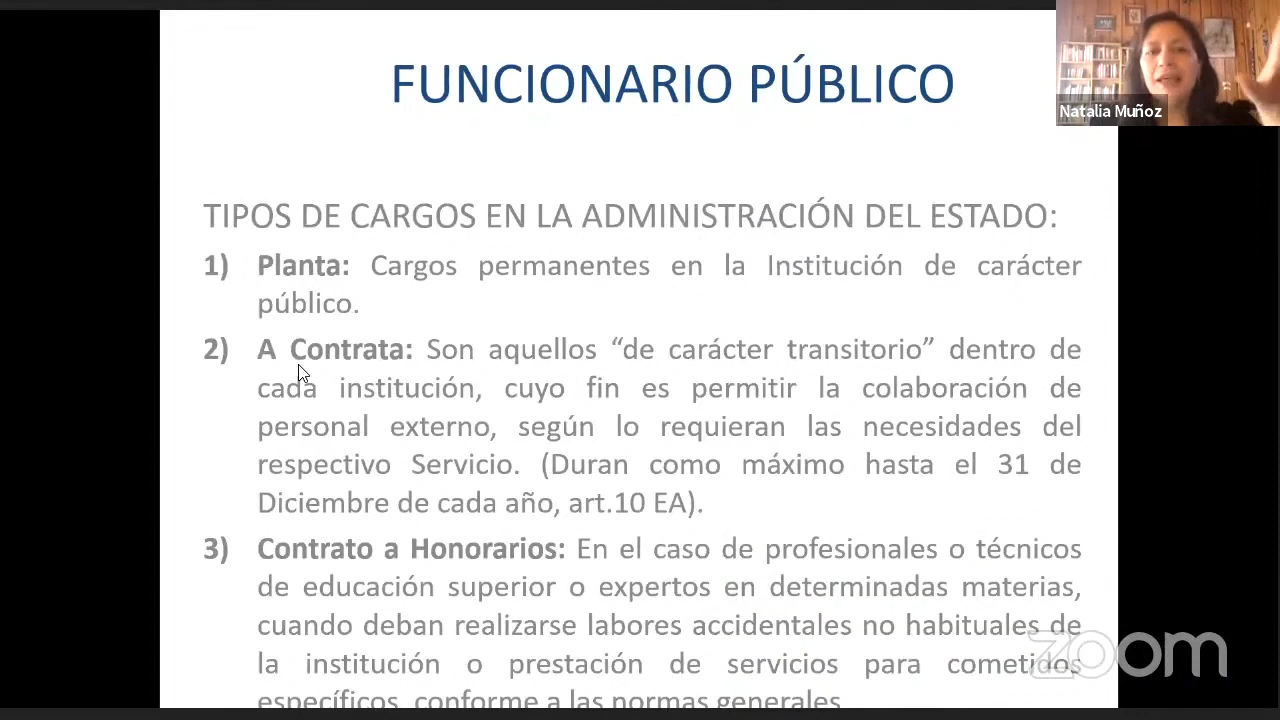 FUNCIONARIO PÚBLICO
Natalia Muñoz
TIPOS DE CARGOS EN LA ADMINISTRACIÓN DEL ESTADO:
1) Planta: Cargos permanentes en la Institución de carácter
público.
2) A Contrata: Son aquellos “de carácter transitorio” dentro de
cada institución, cuyo fin es permitir la colaboración de
personal externo, según lo requieran las necesidades del
respectivo Servicio. (Duran como máximo hasta el 31 de
Diciembre de cada año, art.10 EA).
3) Contrato a Honorarios: En el caso de profesionales o técnicos
de educación superior o expertos en determinadas materias,
cuando deban realizarse labores accidentales no habituales de
la institución o prestación de servicios para cometidos
específicos, conforme a las normas generales
zoom